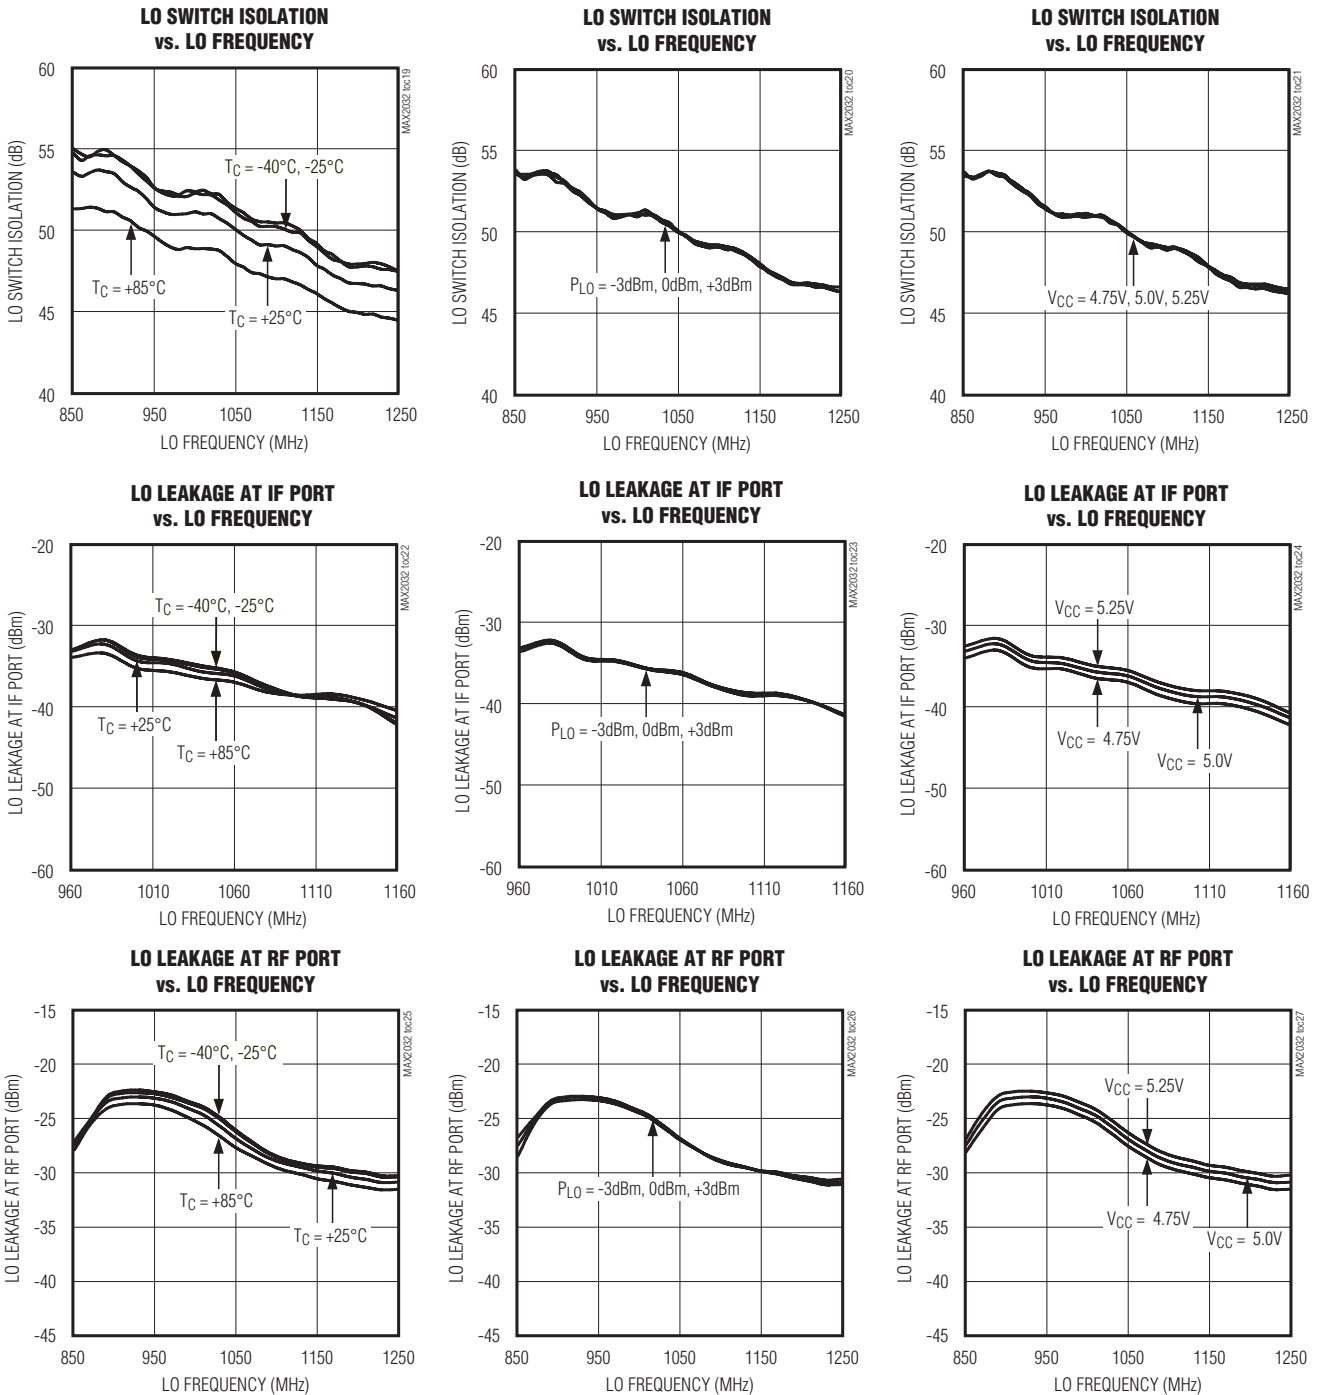 LO SWITCH ISOLATION
vs. LO FREQUENCY
LO SWITCH ISOLATION (dB)
60
55
50
45
40
TC = -40°C, -25°C
TC = +85°C
TC = +25°C
850
950
1050
1150
1250
LO FREQUENCY (MHz)
MAX2032 toc19
LO SWITCH ISOLATION
vs. LO FREQUENCY
LO SWITCH ISOLATION (dB)
60
55
50
45
40
PLO = -3dBm, 0dBm, +3dBm
850
950
1050
1150
1250
LO FREQUENCY (MHz)
MAX2032 toc20
LO SWITCH ISOLATION
vs. LO FREQUENCY
LO SWITCH ISOLATION (dB)
60
55
50
45
40
VCC = 4.75V, 5.0V, 5.25V
850
950
1050
1150
1250
LO FREQUENCY (MHz)
MAX2032 toc21
LO LEAKAGE AT IF PORT
vs. LO FREQUENCY
LO LEAKAGE AT IF PORT (dBm)
-20
-30
-40
-50
-60
TC = -40°C, -25°C
TC = +25°C
TC = +85°C
960
1010
1060
1110
1160
LO FREQUENCY (MHz)
MAX2032 toc22
LO LEAKAGE AT IF PORT
vs. LO FREQUENCY
LO LEAKAGE AT IF PORT (dBm)
-20
-30
-40
-50
-60
PLO = -3dBm, 0dBm, +3dBm
960
1010
1060
1110
1160
LO FREQUENCY (MHz)
MAX2032 toc23
LO LEAKAGE AT IF PORT
vs. LO FREQUENCY
LO LEAKAGE AT IF PORT (dBm)
-20
-30
-40
-50
-60
VCC = 5.25V
VCC = 4.75V
VCC = 5.0V
960
1010
1060
1110
1160
LO FREQUENCY (MHz)
MAX2032 toc24
LO LEAKAGE AT RF PORT
vs. LO FREQUENCY
LO LEAKAGE AT RF PORT (dBm)
-15
-20
-25
-30
-35
-40
-45
TC = -40°C, -25°C
TC = +85°C
TC = +25°C
850
950
1050
1150
1250
LO FREQUENCY (MHz)
MAX2032 toc25
LO LEAKAGE AT RF PORT
vs. LO FREQUENCY
LO LEAKAGE AT RF PORT (dBm)
-15
-20
-25
-30
-35
-40
-45
PLO = -3dBm, 0dBm, +3dBm
850
950
1050
1150
1250
LO FREQUENCY (MHz)
MAX2032 toc26
LO LEAKAGE AT RF PORT
vs. LO FREQUENCY
LO LEAKAGE AT RF PORT (dBm)
-15
-20
-25
-30
-35
-40
-45
VCC = 5.25V
VCC = 4.75V
VCC = 5.0V
850
950
1050
1150
1250
LO FREQUENCY (MHz)
MAX2032 toc27